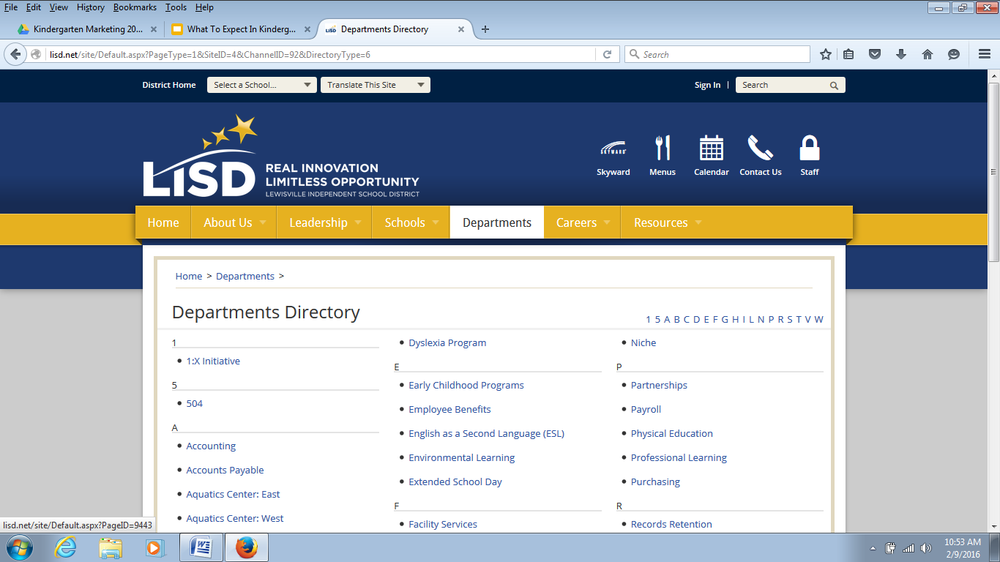 File Edit View History Bookmarks Tools Help
Kindergarten Marketing 20...
What To Expect In Kinderg...
Departments Directory
lisd.net/site/Default.aspx?PageType=1&SiteID=4&ChannelID=92&DirectoryType=6
Search
District Home
Select a School...
Translate This Site
Sign In
Search
LISD
REAL INNOVATION
LIMITLESS OPPORTUNITY
LEWISVILLE INDEPENDENT SCHOOL DISTRICT
SKYWARD
Skyward Menus Calendar Contact Us Staff
Home About Us Leadership Schools Departments Careers Resources
Home > Departments >
Departments Directory
1 5 A B C D E F G H I L N P R S T V W
1
1:X Initiative
5
504
A
Accounting
Accounts Payable
Aquatics Center: East
Aquatics Center: West
Dyslexia Program
E
Early Childhood Programs
Employee Benefits
English as a Second Language (ESL)
Environmental Learning
Extended School Day
F
Facility Services
Niche
P
Partnerships
Payroll
Physical Education
Professional Learning
Purchasing
R
Records Retention
lisd.net/site/Default.aspx?PageID=9443
10:53 AM
2/9/2016